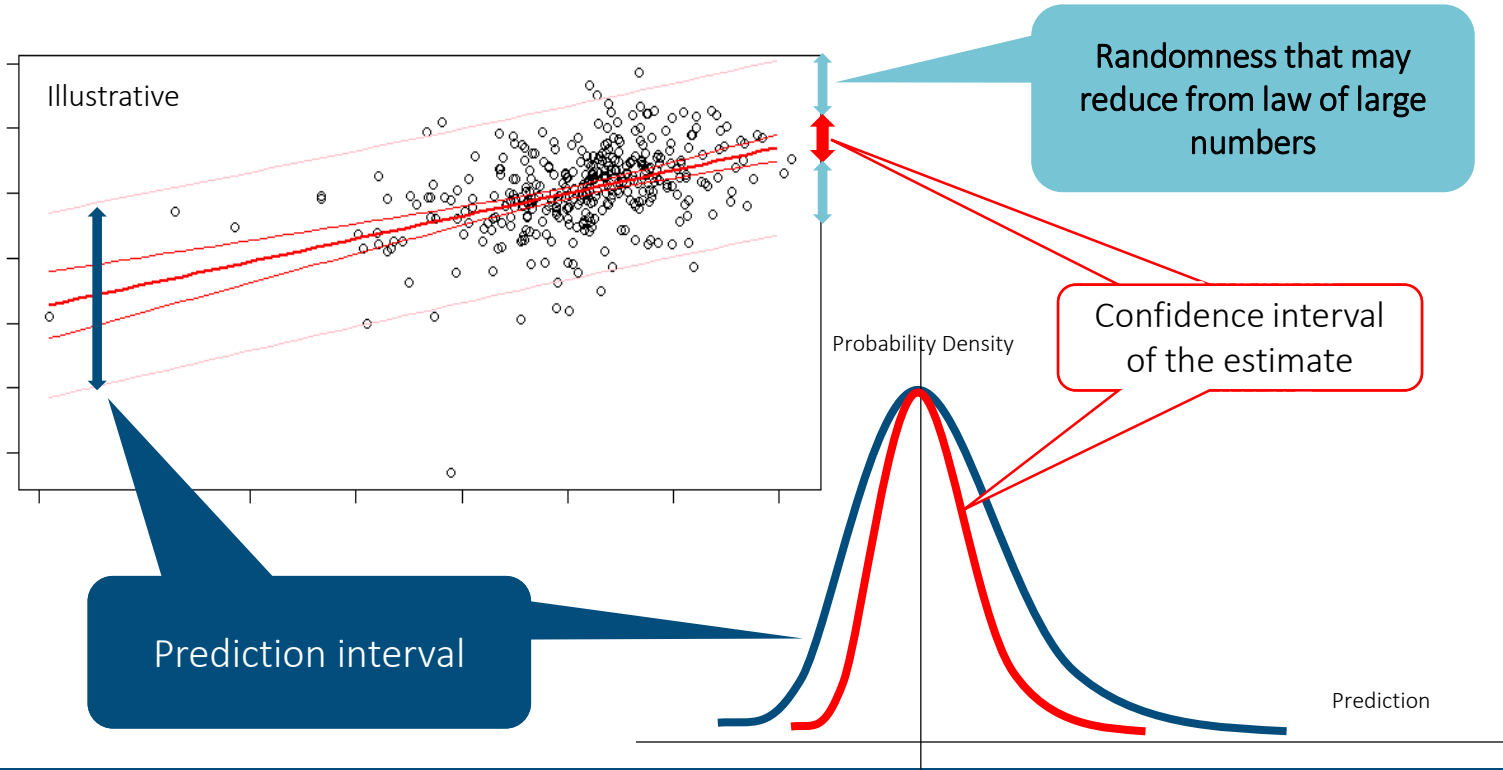 Illustrative
Randomness that may
reduce from law of large
numbers
Confidence interval
of the estimate
Probability Density
Prediction interval
Prediction